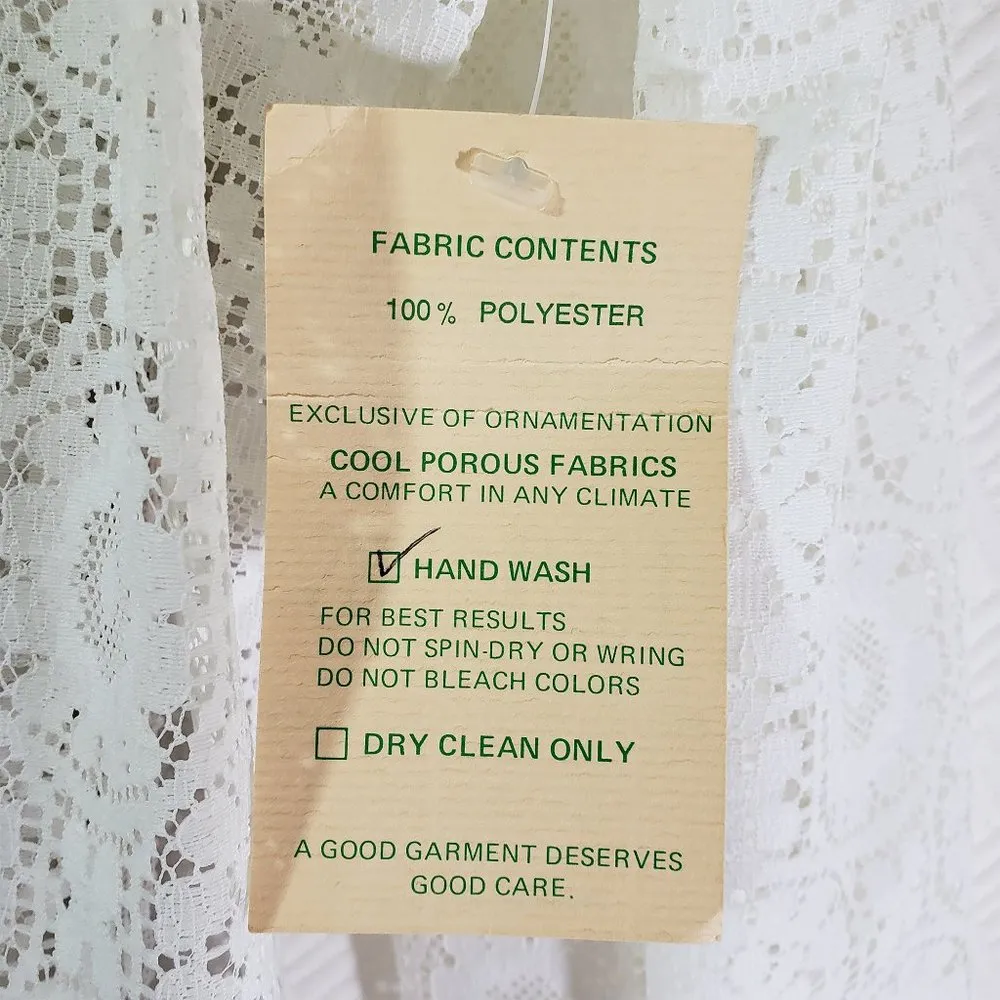 FABRIC CONTENTS
100% POLYESTER
EXCLUSIVE OF ORNAMENTATION
COOL POROUS FABRICS
A COMFORT IN ANY CLIMATE
HAND WASH
FOR BEST RESULTS
DO NOT SPIN-DRY OR WRING
DO NOT BLEACH COLORS
DRY CLEAN ONLY
A GOOD GARMENT DESERVES
GOOD CARE.